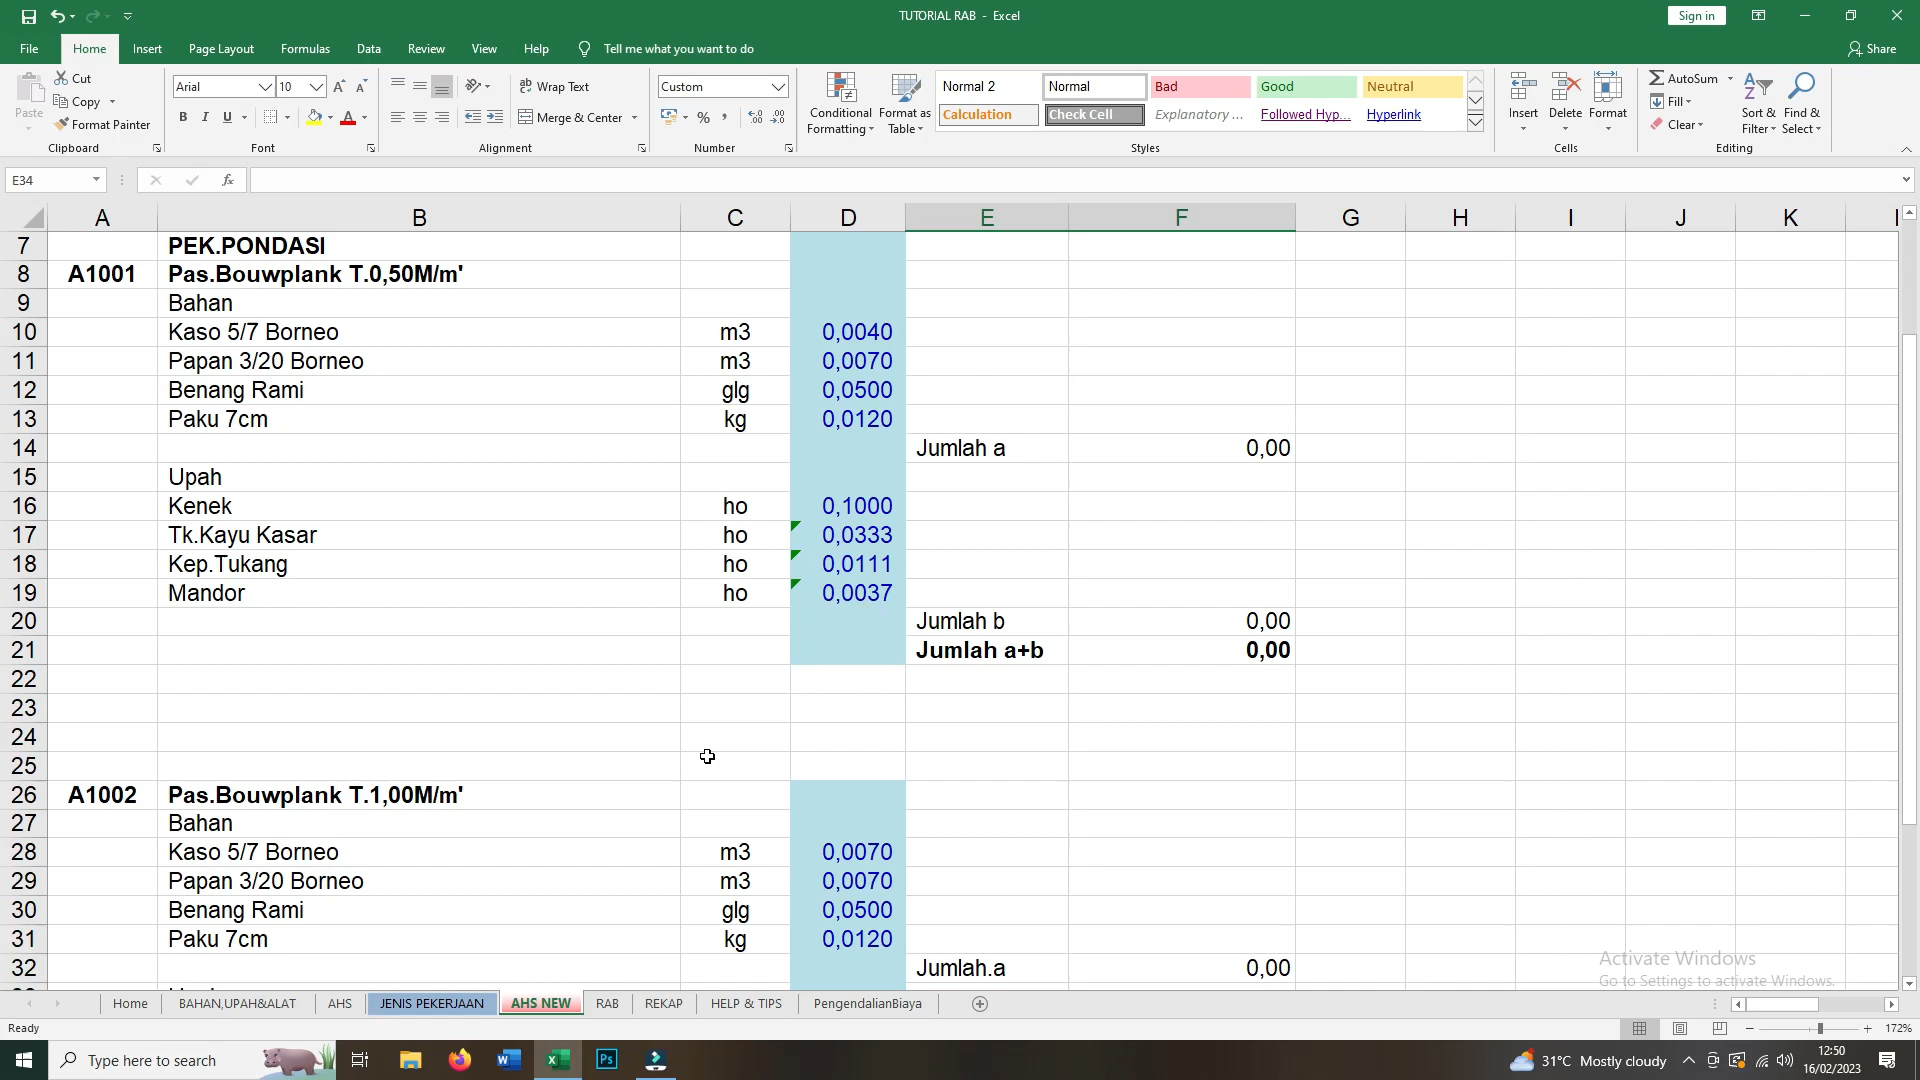 TUTORIAL RAB - Excel
Sign in
File Home Insert Page Layout Formulas Data Review View Help Tell me what you want to do
Share
Paste
Cut
Copy
Format Painter
Clipboard
Arial 10
B I U
Font
Wrap Text
Merge & Center
Alignment
Custom
Number
Conditional Formatting
Format as Table
Normal 2 Normal Bad Good Neutral
Calculation Check Cell Explanatory ... Followed Hyp... Hyperlink
Styles
Insert Delete Format
Cells
AutoSum
Fill
Clear
Sort & Filter
Find & Select
Editing
E34
fx
A B C D E F G H I J K
7 PEK.PONDASI
8 A1001 Pas.Bouwplank T.0,50M/m'
9 Bahan
10 Kaso 5/7 Borneo m3 0,0040
11 Papan 3/20 Borneo m3 0,0070
12 Benang Rami glg 0,0500
13 Paku 7cm kg 0,0120
14 Jumlah a 0,00
15 Upah
16 Kenek ho 0,1000
17 Tk.Kayu Kasar ho 0,0333
18 Kep.Tukang ho 0,0111
19 Mandor ho 0,0037
20 Jumlah b 0,00
21 Jumlah a+b 0,00
22
23
24
25
26 A1002 Pas.Bouwplank T.1,00M/m'
27 Bahan
28 Kaso 5/7 Borneo m3 0,0070
29 Papan 3/20 Borneo m3 0,0070
30 Benang Rami glg 0,0500
31 Paku 7cm kg 0,0120
32 Jumlah.a 0,00
Activate Windows
Go to Settings to activate Windows.
Home BAHAN,UPAH&ALAT AHS JENIS PEKERJAAN AHS NEW RAB REKAP HELP & TIPS PengendalianBiaya
Ready
172%
Type here to search
31°C Mostly cloudy
12:50
16/02/2023